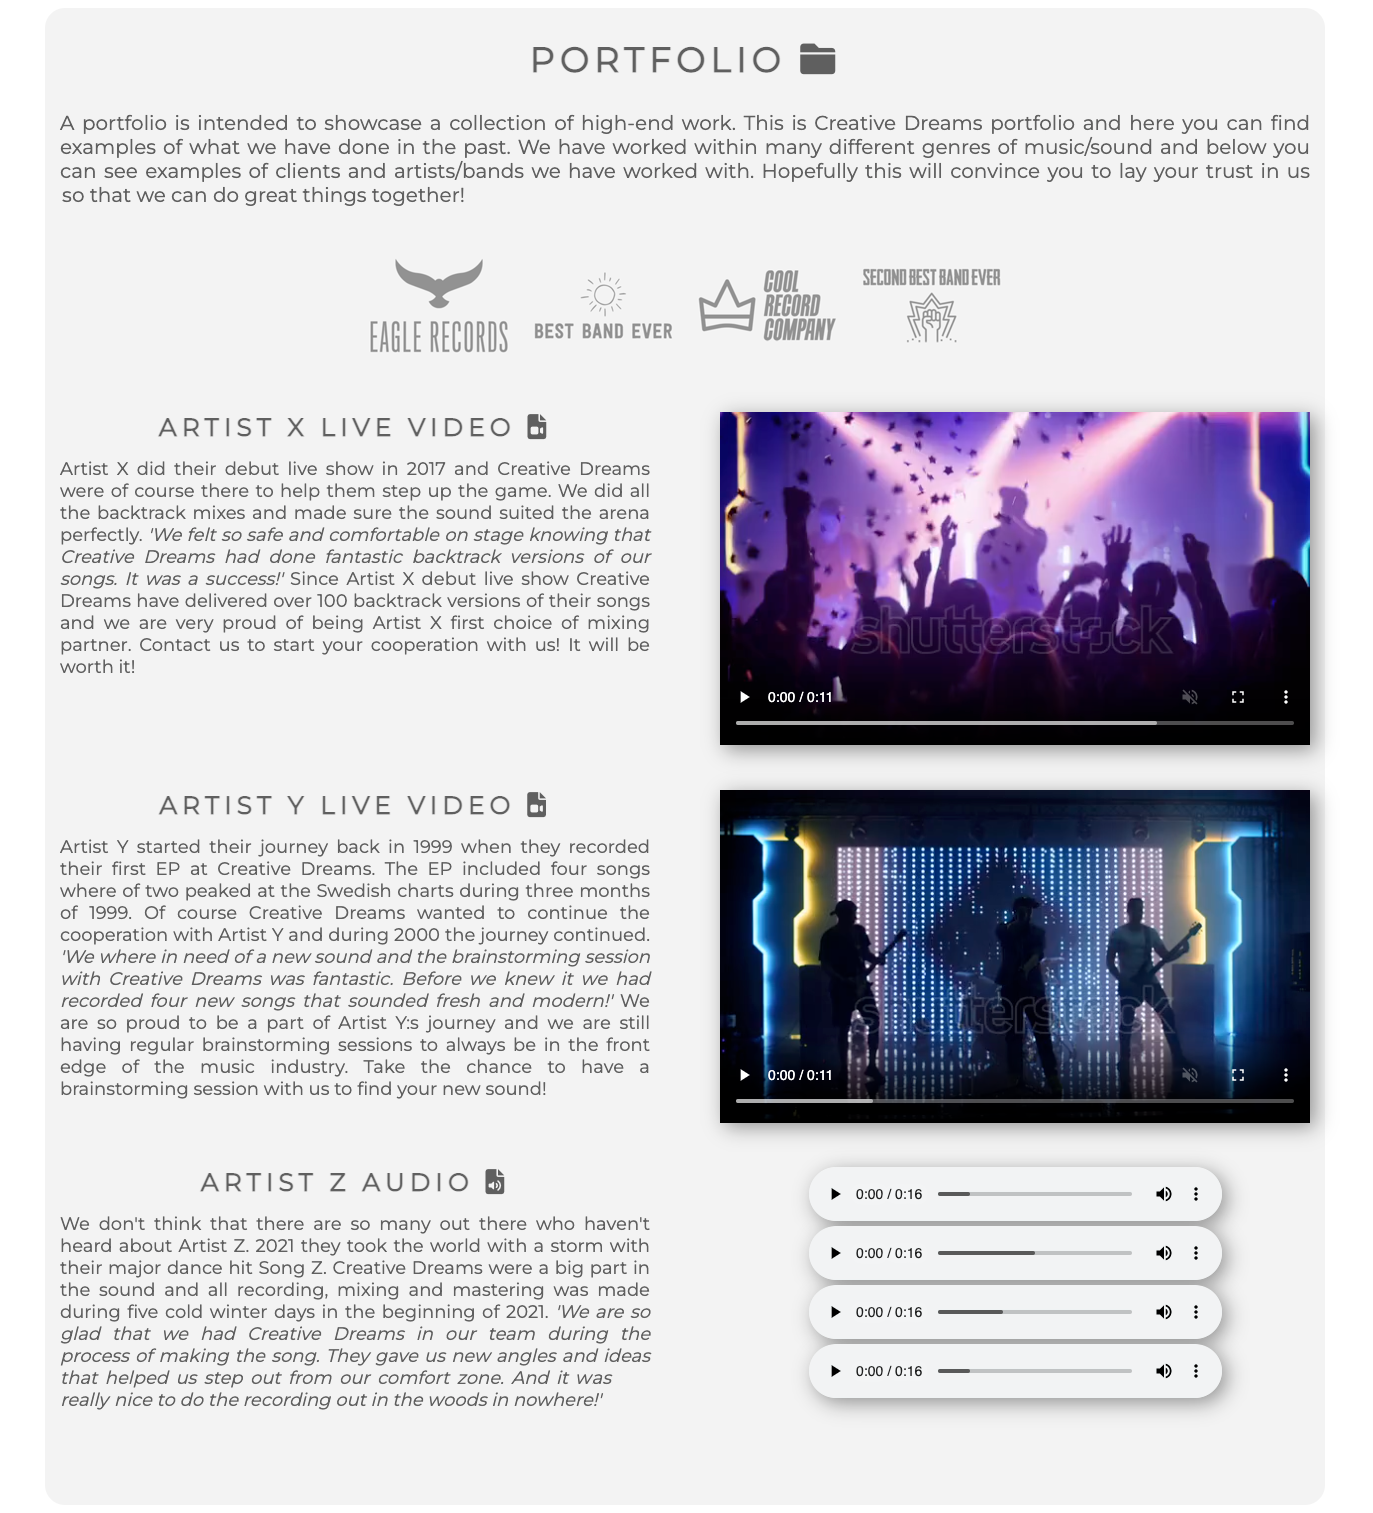 PORTFOLIO
A portfolio is intended to showcase a collection of high-end work. This is Creative Dreams portfolio and here you can find
examples of what we have done in the past. We have worked within many different genres of music/sound and below you
can see examples of clients and artists/bands we have worked with. Hopefully this will convince you to lay your trust in us
so that we can do great things together!
EAGLE RECORDS
BEST BAND EVER
COOL
RECORD
COMPANY
SECOND BEST BAND EVER
ARTIST X LIVE VIDEO
Artist X did their debut live show in 2017 and Creative Dreams
were of course there to help them step up the game. We did all
the backtrack mixes and made sure the sound suited the arena
perfectly. 'We felt so safe and comfortable on stage knowing that
Creative Dreams had done fantastic backtrack versions of our
songs. It was a success!' Since Artist X debut live show Creative
Dreams have delivered over 100 backtrack versions of their songs
and we are very proud of being Artist X first choice of mixing
partner. Contact us to start your cooperation with us! It will be
worth it!
shutterstock
0:00 / 0:11
ARTIST Y LIVE VIDEO
Artist Y started their journey back in 1999 when they recorded
their first EP at Creative Dreams. The EP included four songs
where of two peaked at the Swedish charts during three months
of 1999. Of course Creative Dreams wanted to continue the
cooperation with Artist Y and during 2000 the journey continued.
'We where in need of a new sound and the brainstorming session
with Creative Dreams was fantastic. Before we knew it we had
recorded four new songs that sounded fresh and modern!' We
are so proud to be a part of Artist Y:s journey and we are still
having regular brainstorming sessions to always be in the front
edge of the music industry. Take the chance to have a
brainstorming session with us to find your new sound!
shutterstock
0:00 / 0:11
ARTIST Z AUDIO
We don't think that there are so many out there who haven't
heard about Artist Z. 2021 they took the world with a storm with
their major dance hit Song Z. Creative Dreams were a big part in
the sound and all recording, mixing and mastering was made
during five cold winter days in the beginning of 2021. 'We are so
glad that we had Creative Dreams in our team during the
process of making the song. They gave us new angles and ideas
that helped us step out from our comfort zone. And it was
really nice to do the recording out in the woods in nowhere!'
0:00 / 0:16
0:00 / 0:16
0:00 / 0:16
0:00 / 0:16